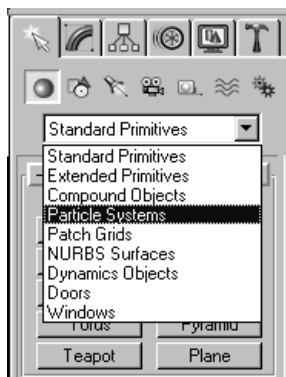 Standard Primitives
Standard Primitives
Extended Primitives
Compound Objects
Particle Systems
Patch Grids
NURBS Surfaces
Dynamics Objects
Doors
Windows
Torus Pyramid
Teapot Plane